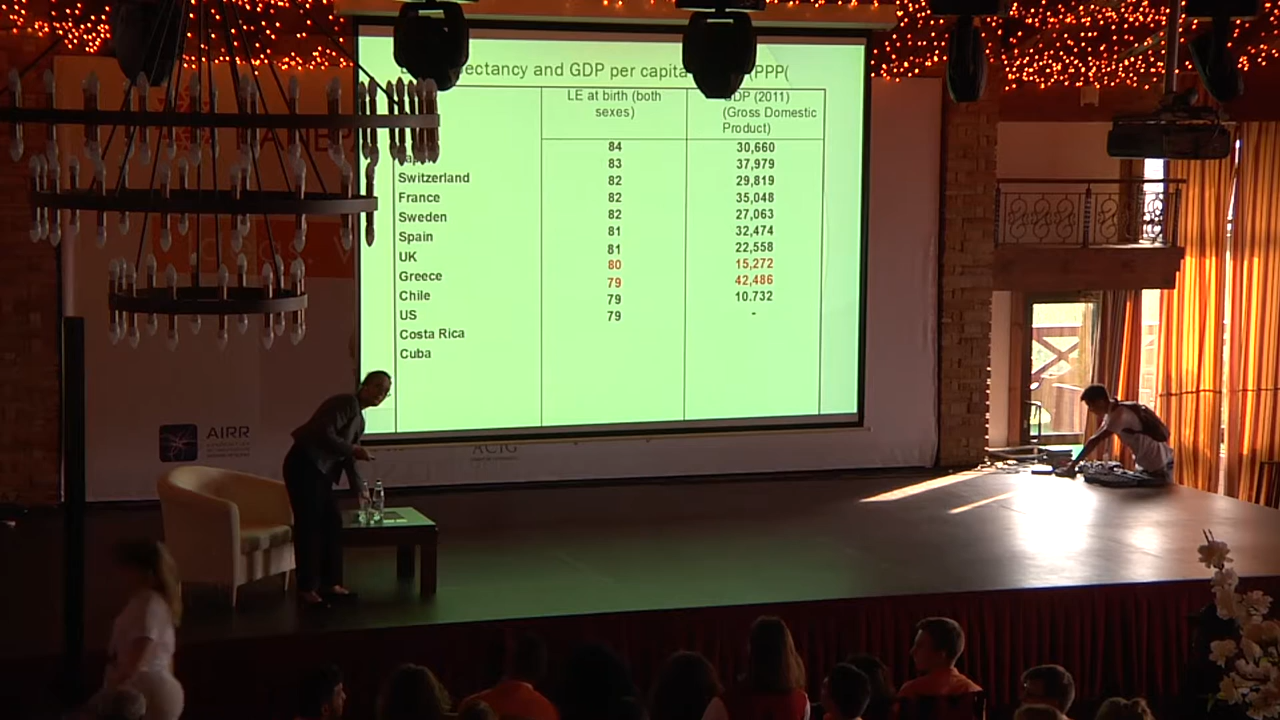 pectancy and GDP per capita (PPP(
LE at birth (both
sexes)
GDP (2011)
(Gross Domestic
Product)
84 30,660
83 37,979
Switzerland 82 29,819
France 82 35,048
Sweden 82 27,063
Spain 81 32,474
UK 81 22,558
Greece 80 15,272
Chile 79 42,486
US 79 10.732
Costa Rica 79 -
Cuba
AIRR
ACIG